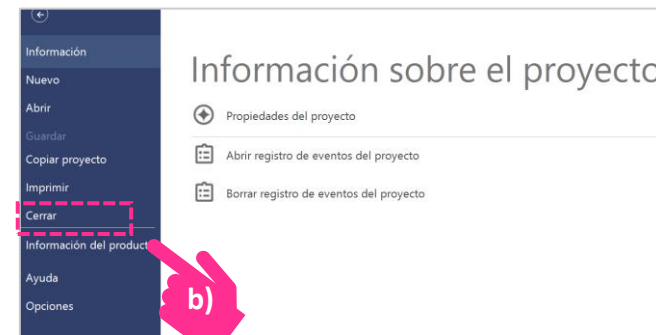 Información
Nuevo
Abrir
Guardar
Copiar proyecto
Imprimir
Cerrar
Información del product
Ayuda
Opciones
Información sobre el proyecto
Propiedades del proyecto
Abrir registro de eventos del proyecto
Borrar registro de eventos del proyecto
b)